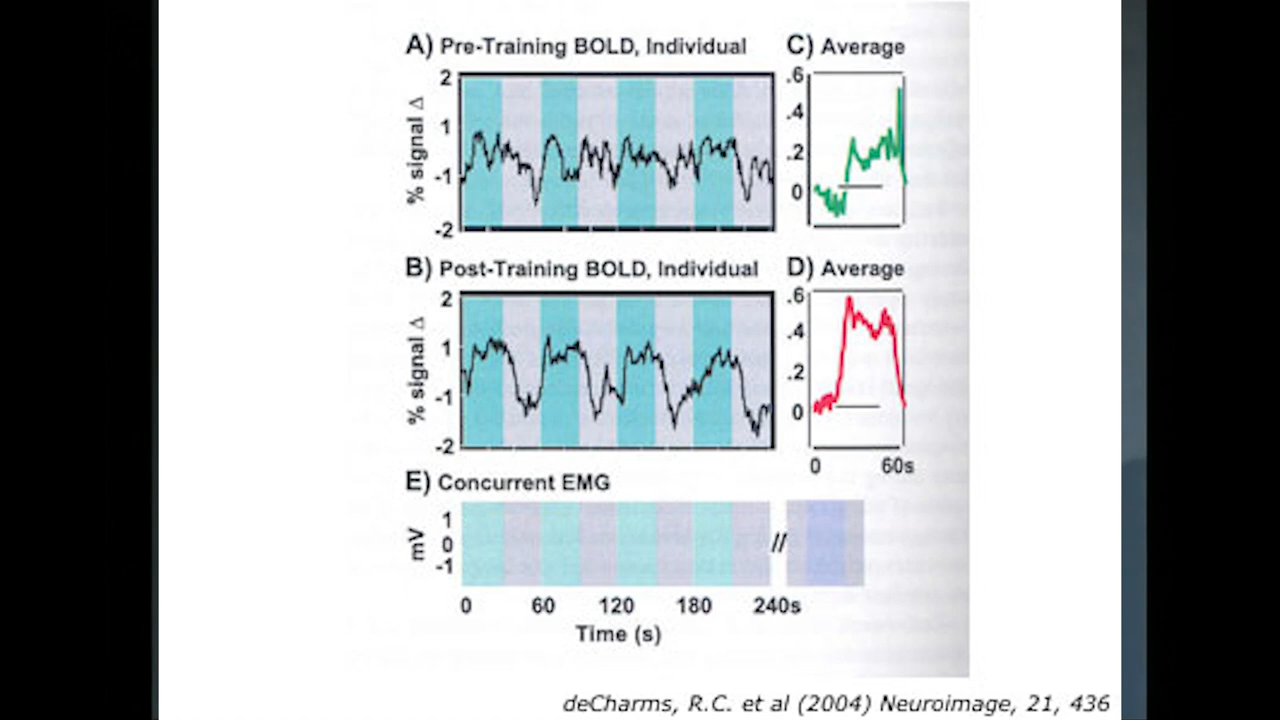 A) Pre-Training BOLD, Individual
C) Average
2
1
-1
-2
% signal Δ
.6
.4
.2
0
B) Post-Training BOLD, Individual
D) Average
2
1
-1
-2
% signal Δ
.6
.4
.2
0
0 60s
E) Concurrent EMG
1
0
-1
mV
//
0 60 120 180 240s
Time (s)
deCharms, R.C. et al (2004) Neuroimage, 21, 436